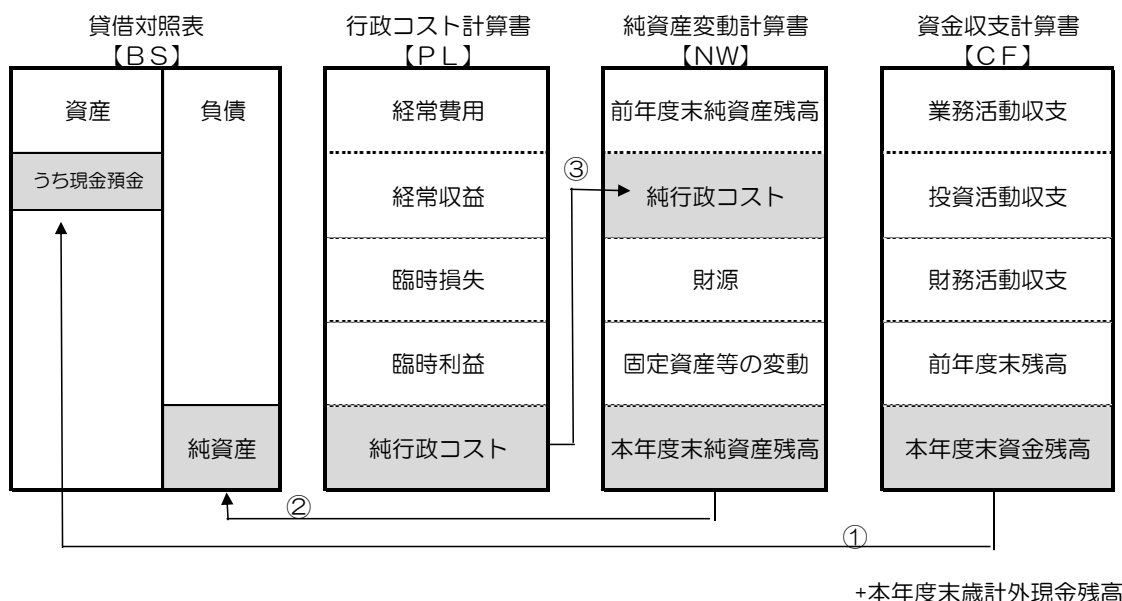 貸借対照表
【ＢＳ】
資産
負債
うち現金預金
純資産
行政コスト計算書
【ＰＬ】
経常費用
経常収益
臨時損失
臨時利益
純行政コスト
純資産変動計算書
【NW】
前年度末純資産残高
純行政コスト
財源
固定資産等の変動
本年度末純資産残高
資金収支計算書
【ＣＦ】
業務活動収支
投資活動収支
財務活動収支
前年度末残高
本年度末資金残高
③
②
①
+本年度末歳計外現金残高